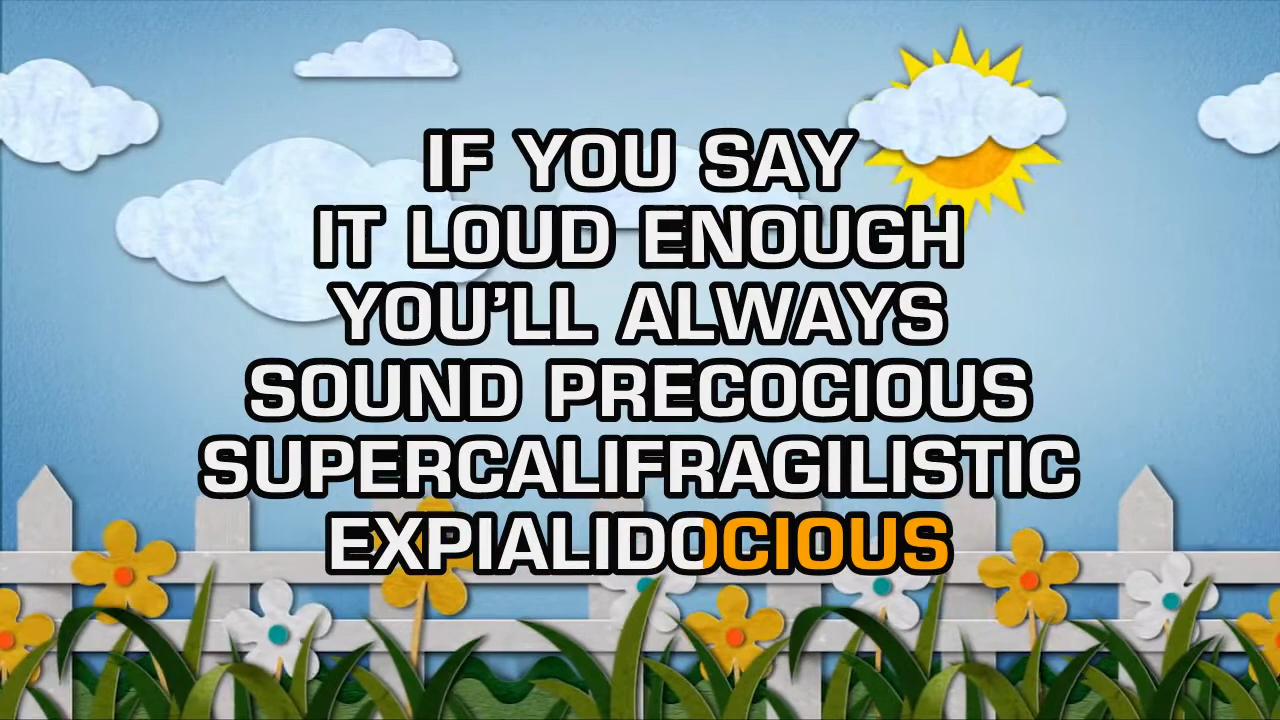 IF YOU SAY
IT LOUD ENOUGH
YOU'LL ALWAYS
SOUND PRECOCIOUS
SUPERCALIFRAGILISTIC
EXPIALIDOCIOUS